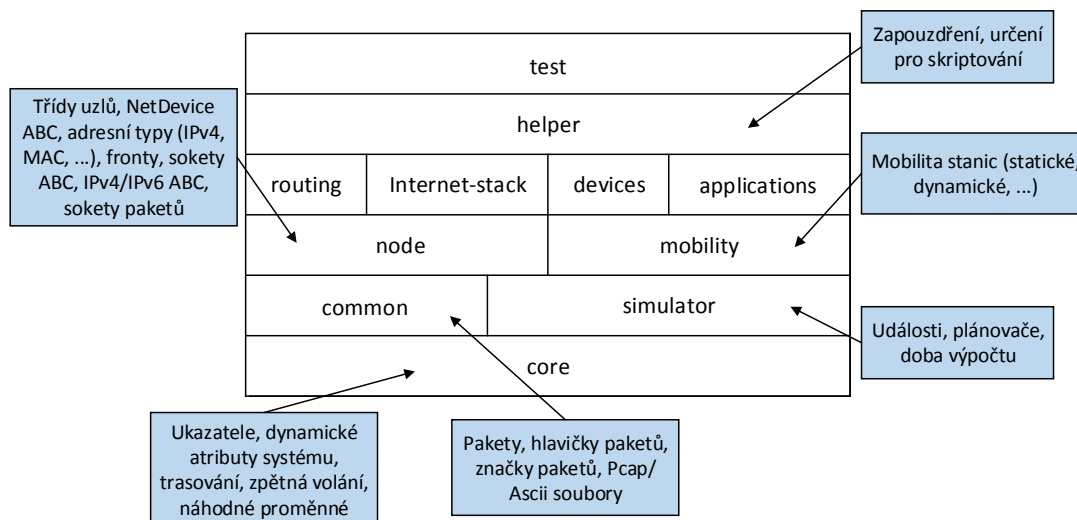 Zapouzdření, určení
pro skriptování
test
Třídy uzlů, NetDevice
ABC, adresní typy (IPv4,
MAC, ...), fronty, sokety
ABC, IPv4/IPv6 ABC,
sokety paketů
helper
Mobilita stanic (statické,
dynamické, ...)
routing
Internet-stack
devices
applications
node
mobility
common
simulator
Události, plánovače,
doba výpočtu
core
Ukazatele, dynamické
atributy systému,
trasování, zpětná volání,
náhodné proměnné
Pakety, hlavičky paketů,
značky paketů, Pcap/
Ascii soubory